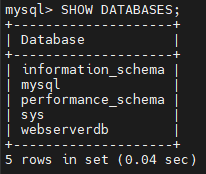 mysql> SHOW DATABASES;
+--------------------+
| Database           |
+--------------------+
| information_schema |
| mysql              |
| performance_schema |
| sys                |
| webserverdb        |
+--------------------+
5 rows in set (0.04 sec)